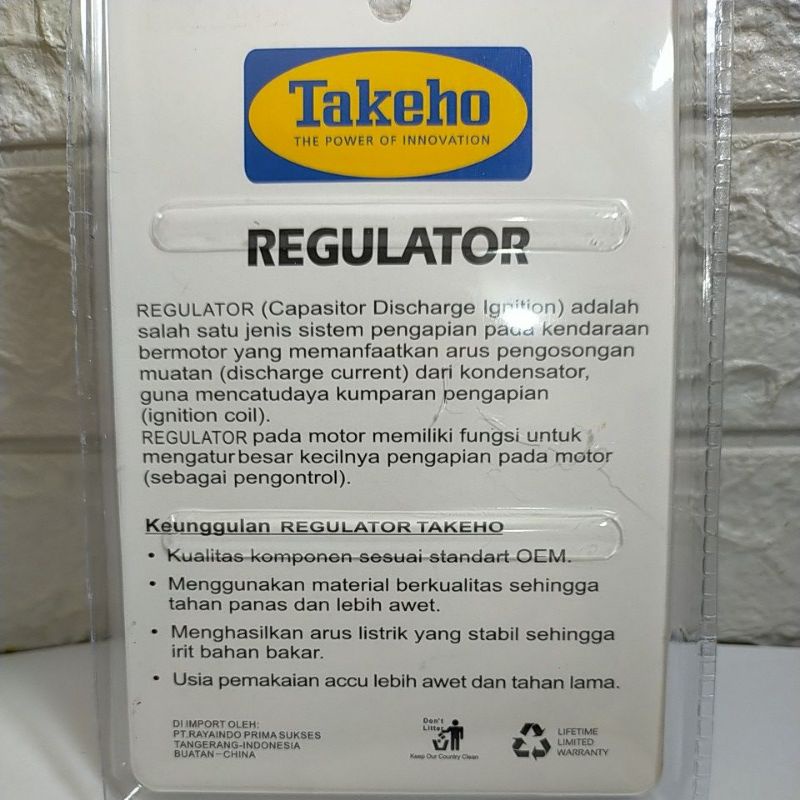 Takeho
THE POWER OF INNOVATION
REGULATOR
REGULATOR (Capasitor Discharge Ignition) adalah
salah satu jenis sistem pengapian pada kendaraan
bermotor yang memanfaatkan arus pengosongan
muatan (discharge current) dari kondensator,
guna mencatudaya kumparan pengapian
(ignition coil).
REGULATOR pada motor memiliki fungsi untuk
mengatur besar kecilnya pengapian pada motor
(sebagai pengontrol).
Keunggulan REGULATOR TAKEHO
• Kualitas komponen sesuai standart OEM.
• Menggunakan material berkualitas sehingga
tahan panas dan lebih awet.
• Menghasilkan arus listrik yang stabil sehingga
irit bahan bakar.
• Usia pemakaian accu lebih awet dan tahan lama.
DI IMPORT OLEH:
PT.RAYAINDO PRIMA SUKSES
TANGERANG-INDONESIA
BUATAN-CHINA
Don't
Litter
Keep Our Country Clean
LIFETIME
LIMITED
WARRANTY